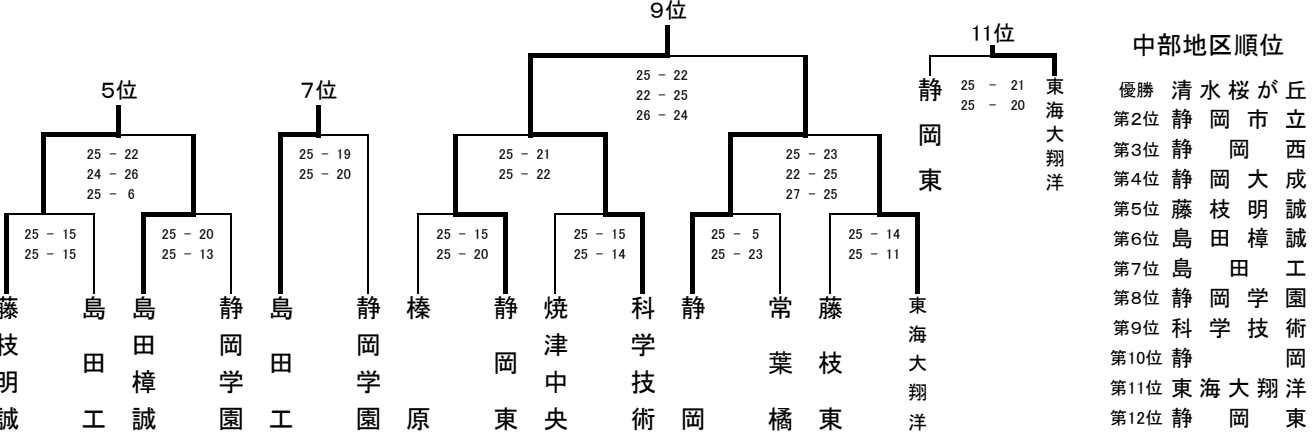 9位
25 - 22
22 - 25
26 - 24
11位
静岡東
25 - 21
25 - 20
東海大翔洋
5位
25 - 22
24 - 26
25 - 6
7位
25 - 19
25 - 20
25 - 21
25 - 22
25 - 23
22 - 25
27 - 25
25 - 15
25 - 15
25 - 20
25 - 13
25 - 15
25 - 20
25 - 15
25 - 14
25 - 5
25 - 23
25 - 14
25 - 11
藤枝明誠
島田工
島田樟誠
静岡学園
島田工
静岡学園
榛原
静岡東
焼津中央
科学技術
静岡
常葉橘
藤枝東
東海大翔洋
中部地区順位
優勝 清水桜が丘
第2位 静岡市立
第3位 静岡西
第4位 静岡大成
第5位 藤枝明誠
第6位 島田樟誠
第7位 島田工
第8位 静岡学園
第9位 科学技術
第10位 静岡
第11位 東海大翔洋
第12位 静岡東